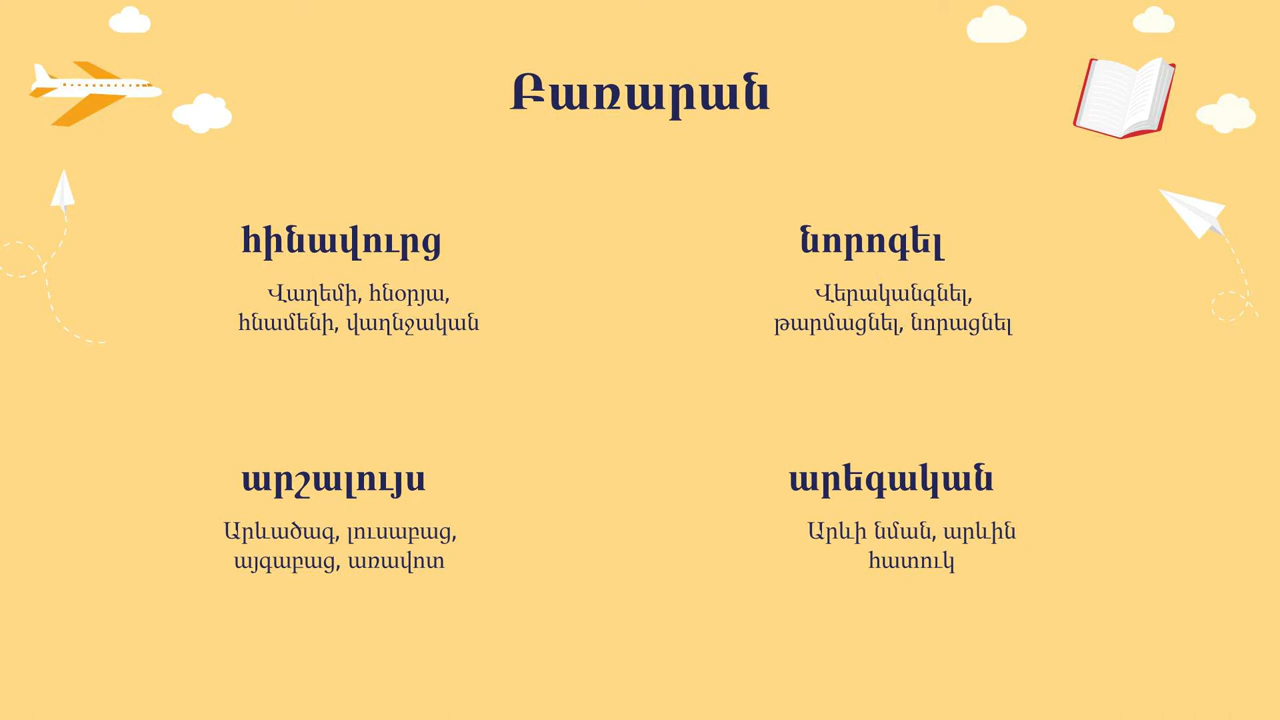 Բառարան
հինավուրց
Վաղեմի, հնօրյա,
հնամենի, վաղնջական
նորոգել
Վերականգնել,
թարմացնել, նորացնել
արշալույս
Արևածագ, լուսաբաց,
այգաբաց, առավոտ
արեգական
Արևի նման, արևին
հատուկ